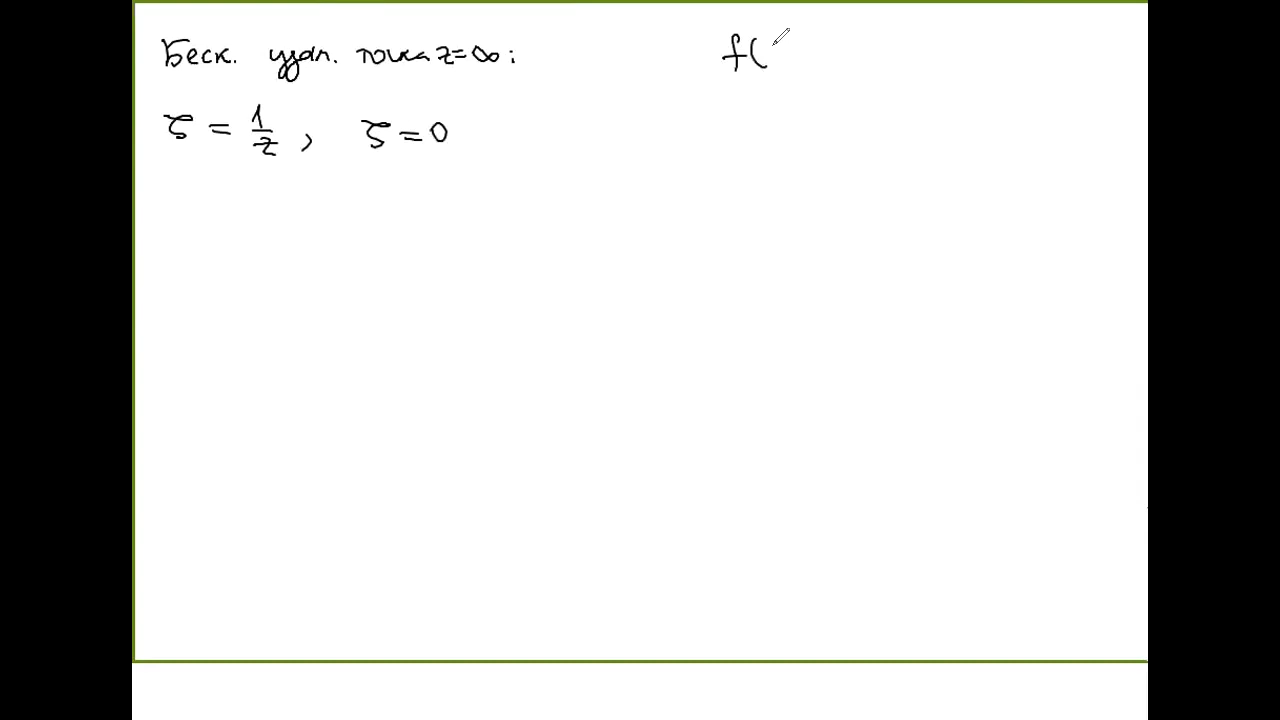 Беск. удал. точка z=∞: f(
ζ = 1/z, ζ = 0